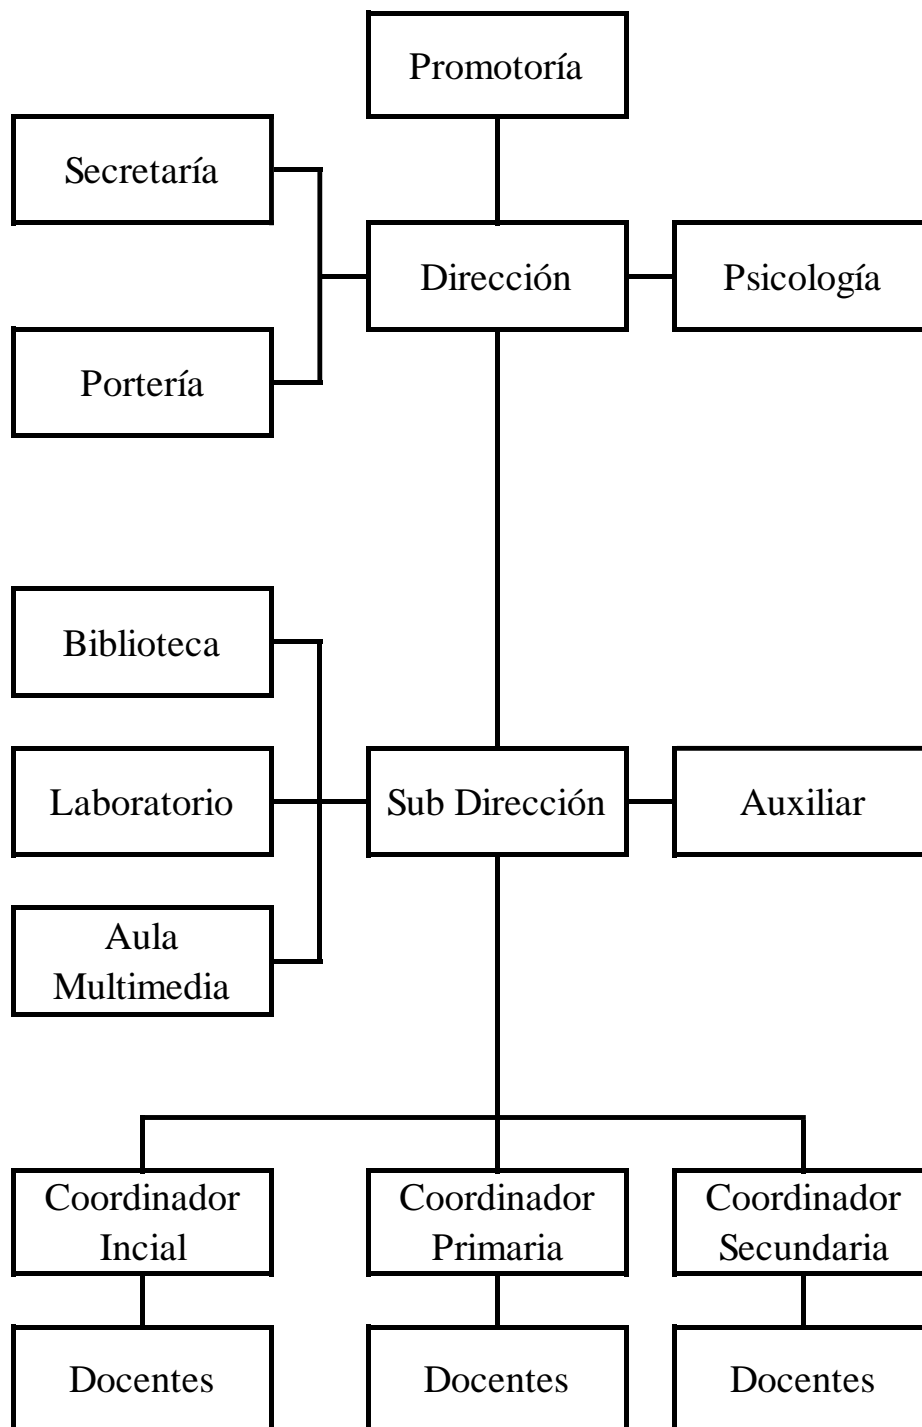 Promotoría
Secretaría
Dirección
Psicología
Portería
Biblioteca
Laboratorio
Sub Dirección
Auxiliar
Aula
Multimedia
Coordinador
Incial
Coordinador
Primaria
Coordinador
Secundaria
Docentes
Docentes
Docentes